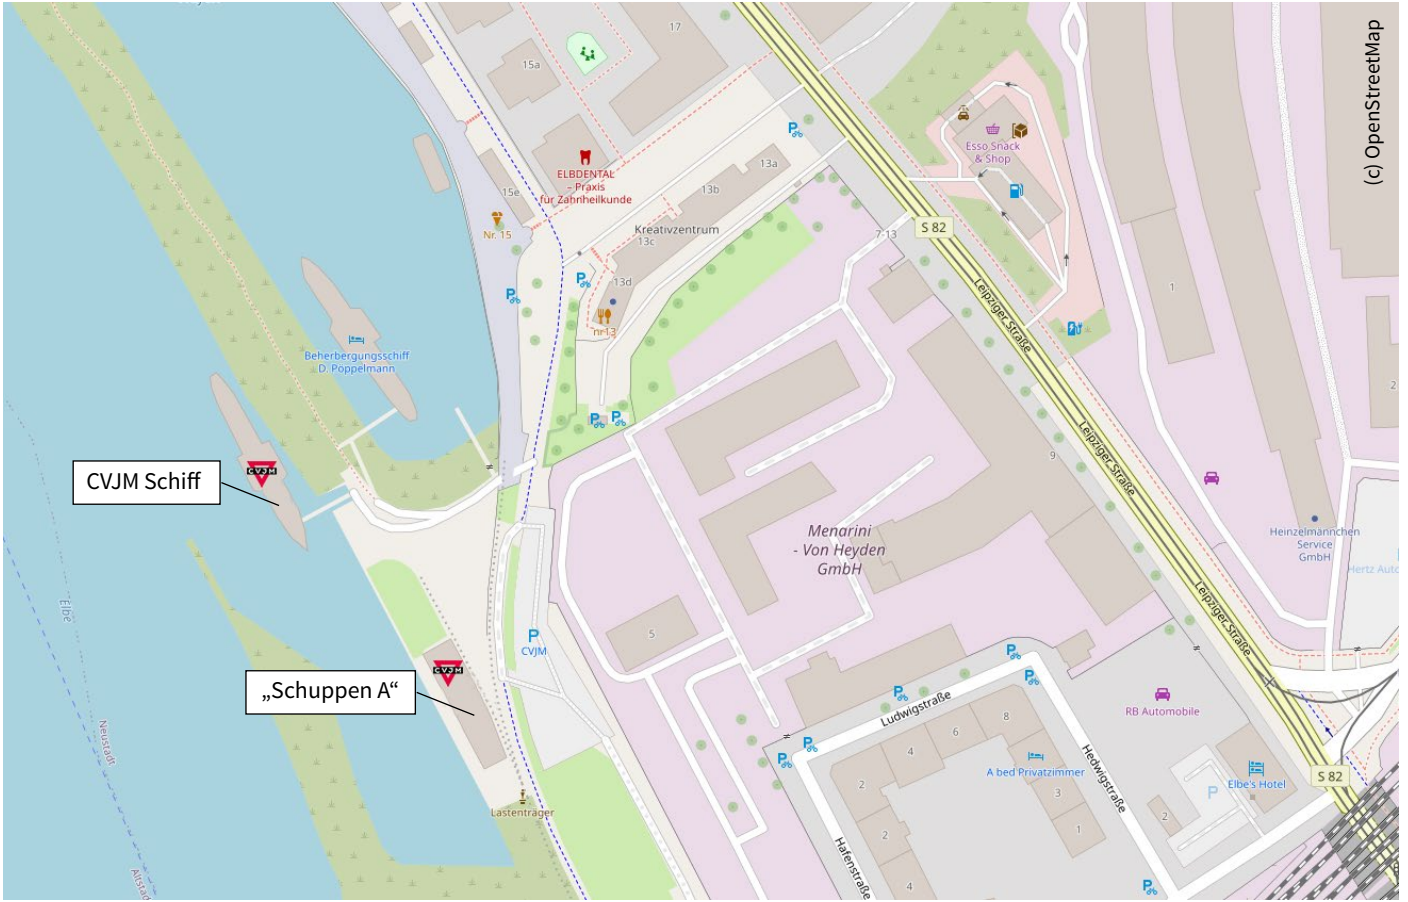 (c) OpenStreetMap
17
15a
ELBDENTAL
– Praxis
für Zahnheilkunde
15e
Nr. 15
13a
13b
Kreativzentrum
13c
13d
nr13
7-13
S 82
Esso Snack
& Shop
Leipziger Straße
1
2
Beherbergungsschiff
D. Pöppelmann
CVJM Schiff
CVJM
Leipziger Straße
9
Menarini
- Von Heyden
GmbH
Heinzelmännchen
Service
GmbH
Hertz Auto
Leipziger Straße
Elbe
5
P
CVJM
CVJM
„Schuppen A“
Neustadt
Altstad
Lastenträger
Ludwigstraße
RB Automobile
8
6
4
2
2
4
A bed Privatzimmer
3
1
Hedwigstraße
Hafenstraße
2
P
Elbe's Hotel
S 82